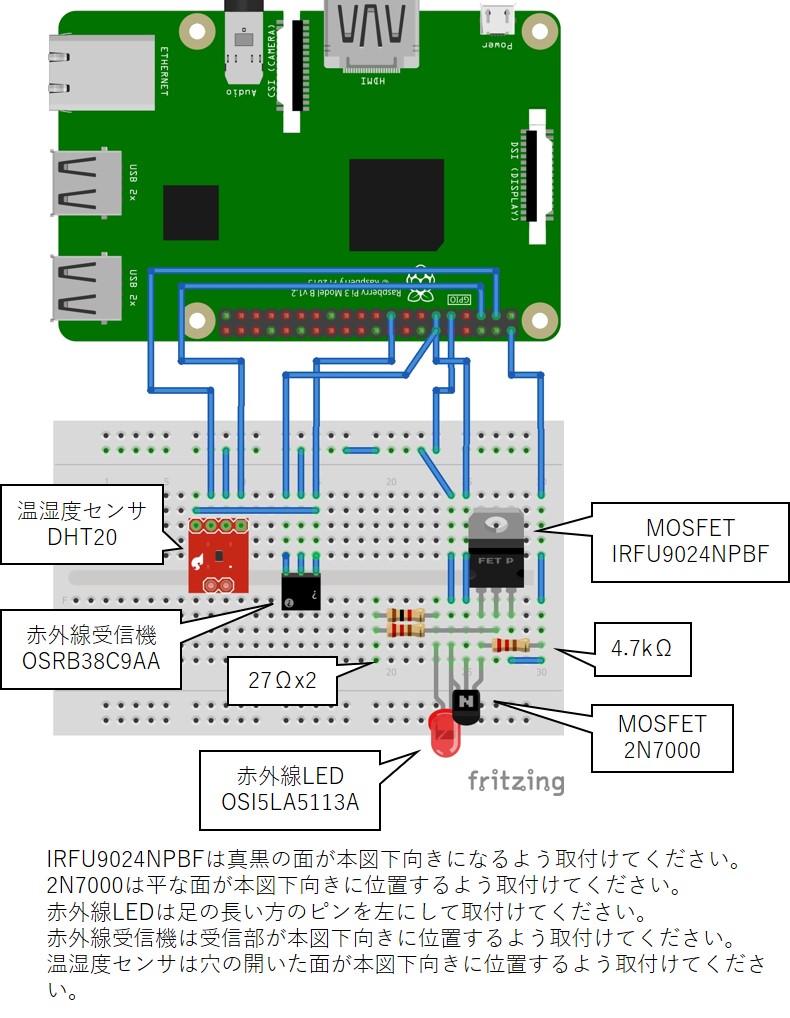 Power
HDMI
CSI (CAMERA)
Audio
ETHERNET
DSI (DISPLAY)
USB 2x
USB 2x
© Raspberry Pi 2015
Raspberry Pi 3 Model B v1.2
GPIO
温湿度センサ
DHT20
MOSFET
IRFU9024NPBF
FET P
赤外線受信機
OSRB38C9AA
4.7kΩ
27Ωx2
MOSFET
2N7000
赤外線LED
OSI5LA5113A
fritzing
IRFU9024NPBFは真黒の面が本図下向きになるよう取付けてください。
2N7000は平な面が本図下向きに位置するよう取付けてください。
赤外線LEDは足の長い方のピンを左にして取付けてください。
赤外線受信機は受信部が本図下向きに位置するよう取付けてください。
温湿度センサは穴の開いた面が本図下向きに位置するよう取付けてくださ
い。